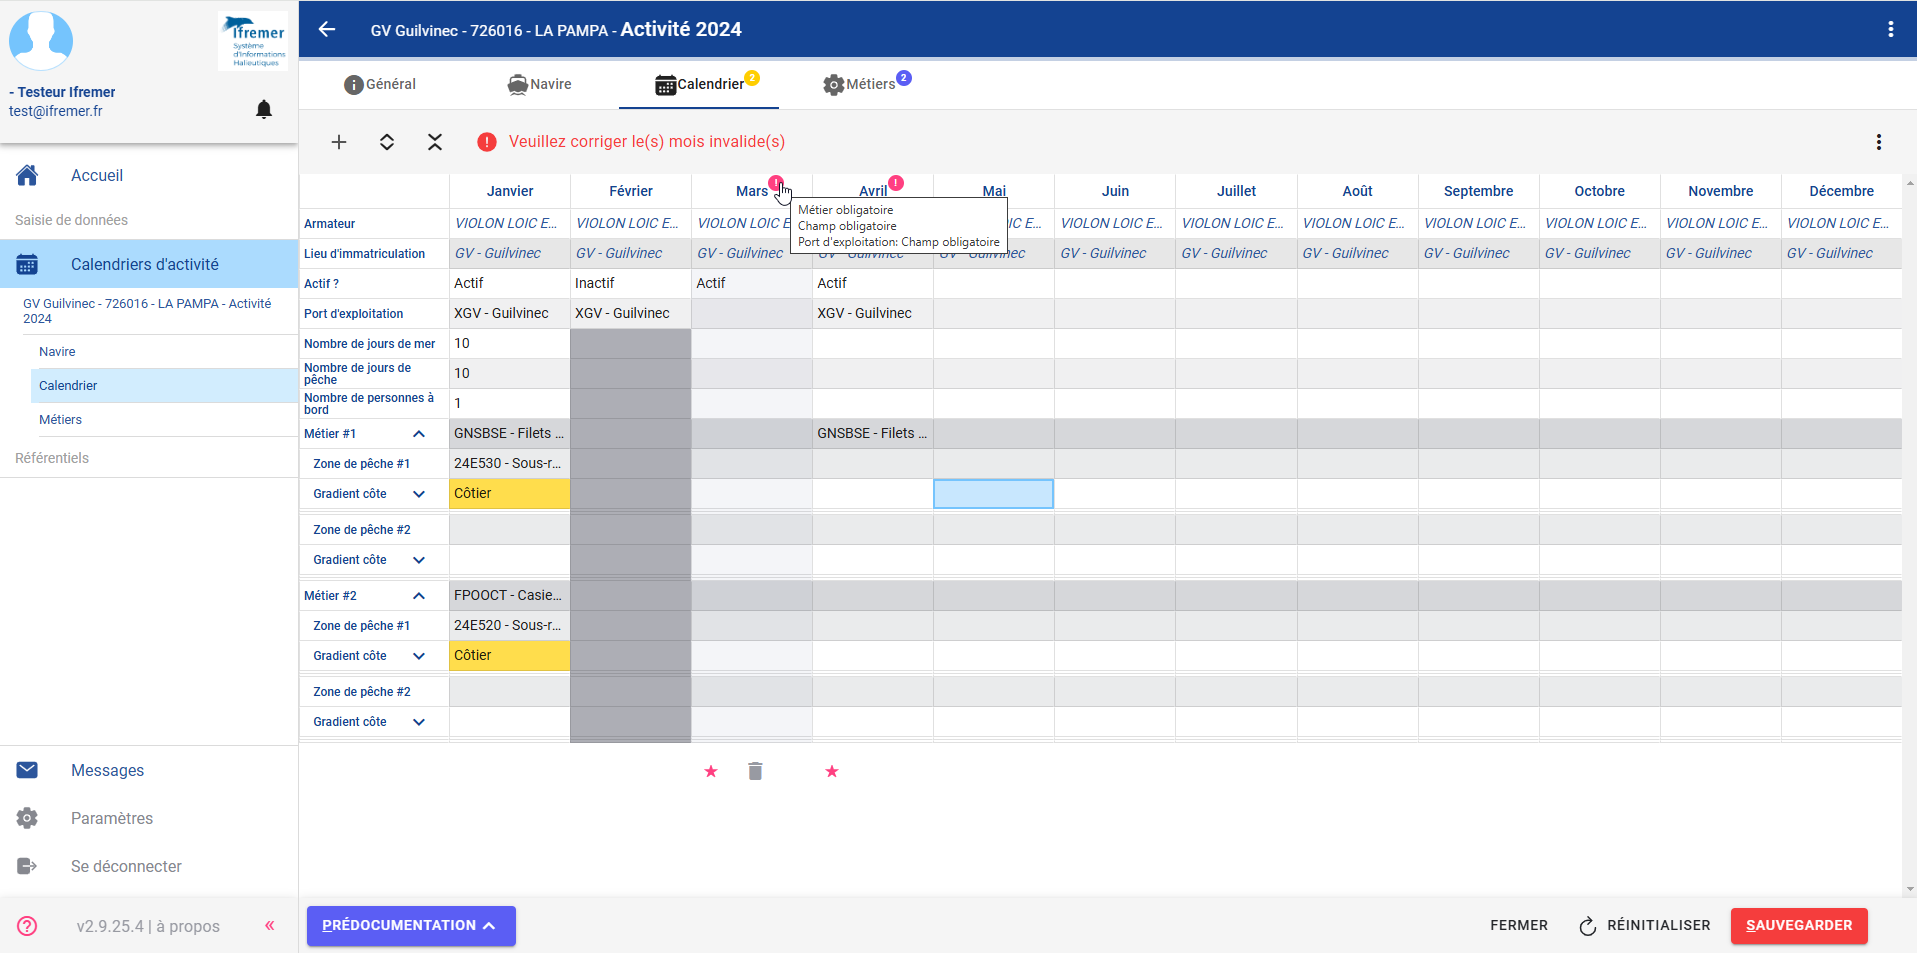 Ifremer
Système
d'Informations
Halieutiques
- Testeur Ifremer
test@ifremer.fr
Accueil
Saisie de données
Calendriers d'activité
GV Guilvinec - 726016 - LA PAMPA - Activité
2024
Navire
Calendrier
Métiers
Référentiels
Messages
Paramètres
Se déconnecter
v2.9.25.4 | à propos «
GV Guilvinec - 726016 - LA PAMPA - Activité 2024
Général Navire Calendrier 2 Métiers 2
Veuillez corriger le(s) mois invalide(s)
Janvier Février Mars Avril Mai Juin Juillet Août Septembre Octobre Novembre Décembre
Métier obligatoire
Champ obligatoire
Port d'exploitation: Champ obligatoire
Armateur VIOLON LOIC E... VIOLON LOIC E... VIOLON LOIC E IC E... VIOLON LOIC E... VIOLON LOIC E... VIOLON LOIC E... VIOLON LOIC E... VIOLON LOIC E... VIOLON LOIC E... VIOLON LOIC E...
Lieu d'immatriculation GV - Guilvinec GV - Guilvinec GV - Guilvinec GV - Guilvinec GV - Guilvinec GV - Guilvinec GV - Guilvinec GV - Guilvinec GV - Guilvinec GV - Guilvinec GV - Guilvinec GV - Guilvinec
Actif ? Actif Inactif Actif Actif
Port d'exploitation XGV - Guilvinec XGV - Guilvinec XGV - Guilvinec
Nombre de jours de mer 10
Nombre de jours de
pêche 10
Nombre de personnes à
bord 1
Métier #1 GNSBSE - Filets ... GNSBSE - Filets ...
Zone de pêche #1 24E530 - Sous-r...
Gradient côte Côtier
Zone de pêche #2
Gradient côte
Métier #2 FPOOCT - Casie...
Zone de pêche #1 24E520 - Sous-r...
Gradient côte Côtier
Zone de pêche #2
Gradient côte
PRÉDOCUMENTATION FERMER RÉINITIALISER SAUVEGARDER